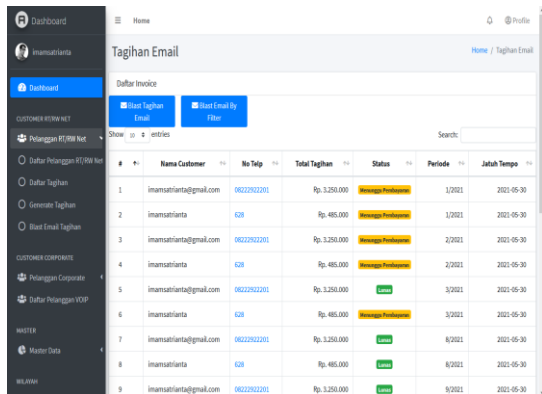 R Dashboard
Home
Profile
imamsatrianta
Tagihan Email
Home / Tagihan Email
Dashboard
CUSTOMER RT/RW NET
Pelanggan RT/RW Net
Daftar Pelanggan RT/RW Net
Daftar Tagihan
Generate Tagihan
Blast Email Tagihan
CUSTOMER CORPORATE
Pelanggan Corporate
Daftar Pelanggan VOIP
MASTER
Master Data
WILAYAH
Daftar Invoice
Blast Tagihan Email
Blast Email By Filter
Show 10 entries
Search:
# Nama Customer No Telp Total Tagihan Status Periode Jatuh Tempo
1 imamsatrianta@gmail.com 08222922201 Rp. 3.250.000 Menunggu Pembayaran 1/2021 2021-05-30
2 imamsatrianta 628 Rp. 485.000 Menunggu Pembayaran 1/2021 2021-05-30
3 imamsatrianta@gmail.com 08222922201 Rp. 3.250.000 Menunggu Pembayaran 2/2021 2021-05-30
4 imamsatrianta 628 Rp. 485.000 Menunggu Pembayaran 2/2021 2021-05-30
5 imamsatrianta@gmail.com 08222922201 Rp. 3.250.000 Lunas 3/2021 2021-05-30
6 imamsatrianta 628 Rp. 485.000 Menunggu Pembayaran 3/2021 2021-05-30
7 imamsatrianta@gmail.com 08222922201 Rp. 3.250.000 Lunas 8/2021 2021-05-30
8 imamsatrianta 628 Rp. 485.000 Lunas 8/2021 2021-05-30
9 imamsatrianta@gmail.com 08222922201 Rp. 3.250.000 Lunas 9/2021 2021-05-30